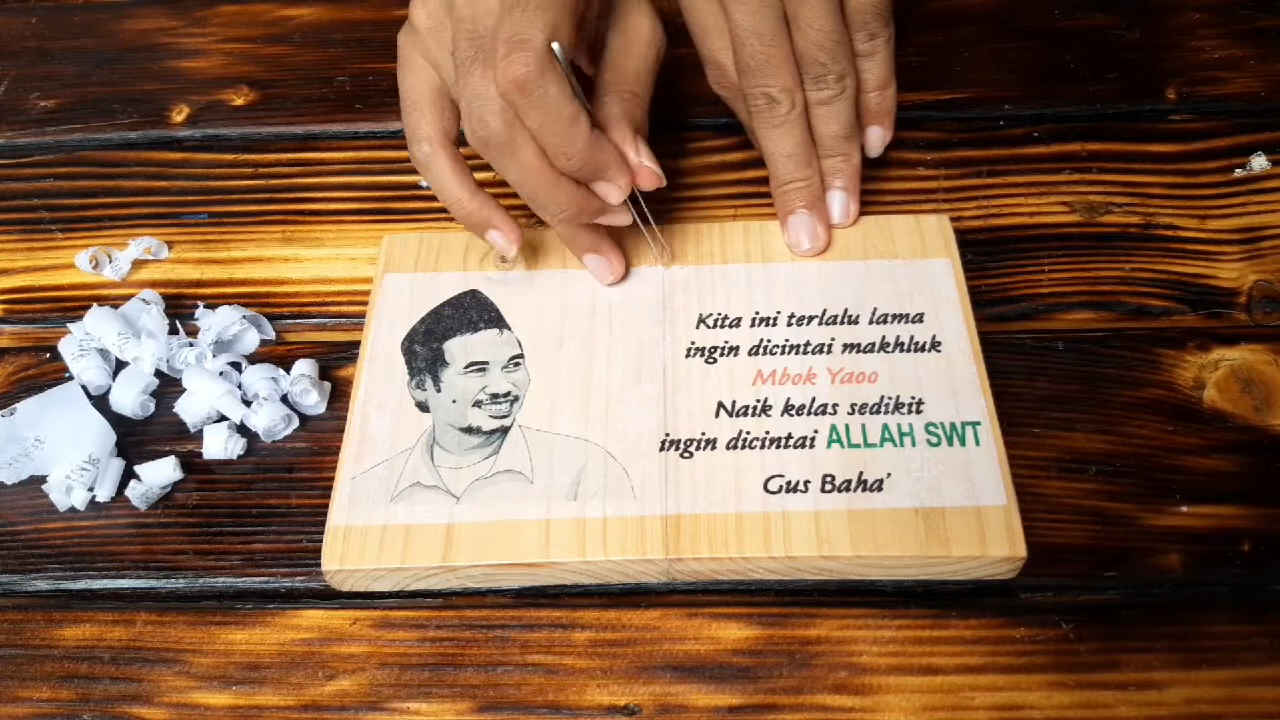 Kita ini terlalu lama
ingin dicintai makhluk
Mbok Yaoo
Naik kelas sedikit
ingin dicintai ALLAH SWT
Gus Baha'